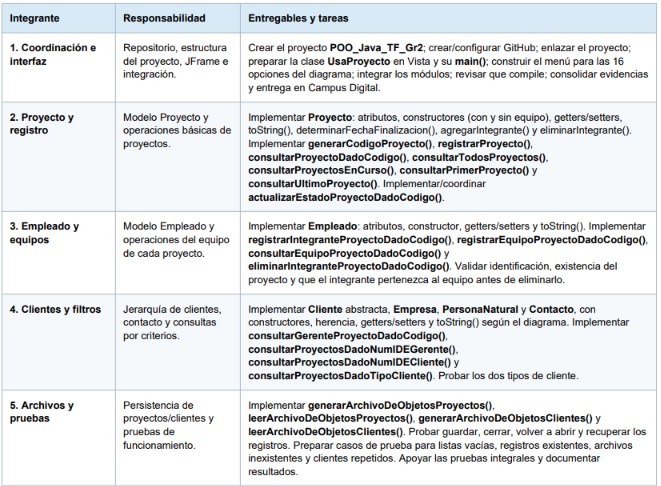 Integrante Responsabilidad Entregables y tareas
1. Coordinación e
interfaz
Repositorio, estructura
del proyecto, JFrame e
integración.
Crear el proyecto POO_Java_TF_Gr2; crear/configurar GitHub; enlazar el proyecto;
preparar la clase UsaProyecto en Vista y su main(); construir el menú para las 16
opciones del diagrama; integrar los módulos; revisar que compile; consolidar evidencias
y entrega en Campus Digital.
2. Proyecto y
registro
Modelo Proyecto y
operaciones básicas de
proyectos.
Implementar Proyecto: atributos, constructores (con y sin equipo), getters/setters,
toString(), determinarFechaFinalizacion(), agregarIntegrante() y eliminarIntegrante().
Implementar generarCodigoProyecto(), registrarProyecto(),
consultarProyectoDadoCodigo(), consultarTodosProyectos(),
consultarProyectosEnCurso(), consultarPrimerProyecto() y
consultarUltimoProyecto(). Implementar/coordinar
actualizarEstadoProyectoDadoCodigo().
3. Empleado y
equipos
Modelo Empleado y
operaciones del equipo
de cada proyecto.
Implementar Empleado: atributos, constructor, getters/setters y toString(). Implementar
registrarIntegranteProyectoDadoCodigo(), registrarEquipoProyectoDadoCodigo(),
consultarEquipoProyectoDadoCodigo() y
eliminarIntegranteProyectoDadoCodigo(). Validar identificación, existencia del
proyecto y que el integrante pertenezca al equipo antes de eliminarlo.
4. Clientes y filtros
Jerarquía de clientes,
contacto y consultas
por criterios.
Implementar Cliente abstracta, Empresa, PersonaNatural y Contacto, con
constructores, herencia, getters/setters y toString() según el diagrama. Implementar
consultarGerenteProyectoDadoCodigo(),
consultarProyectosDadoNumIDEGerente(),
consultarProyectosDadoNumIDECliente() y
consultarProyectosDadoTipoCliente(). Probar los dos tipos de cliente.
5. Archivos y
pruebas
Persistencia de
proyectos/clientes y
pruebas de
funcionamiento.
Implementar generarArchivoDeObjetosProyectos(),
leerArchivoDeObjetosProyectos(), generarArchivoDeObjetosClientes() y
leerArchivoDeObjetosClientes(). Probar guardar, cerrar, volver a abrir y recuperar los
registros. Preparar casos de prueba para listas vacías, registros existentes, archivos
inexistentes y clientes repetidos. Apoyar las pruebas integrales y documentar
resultados.